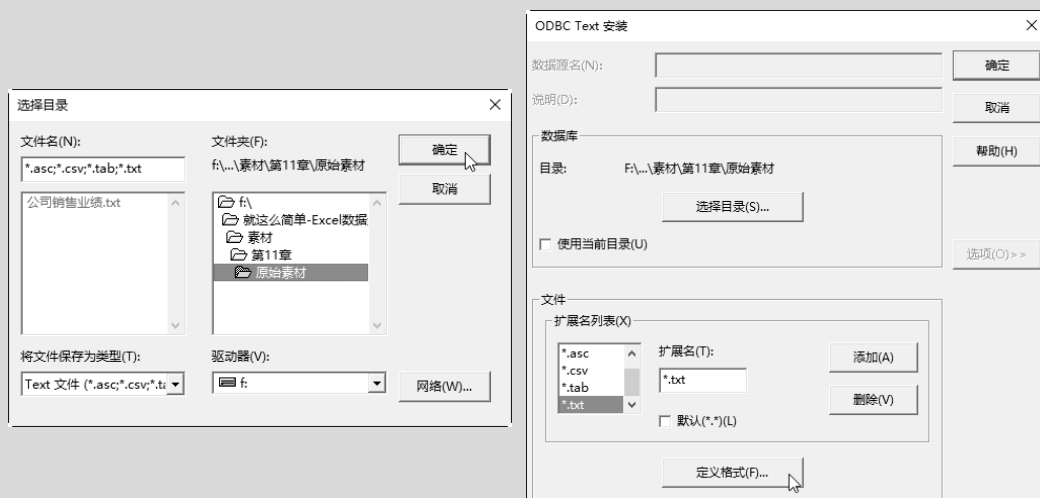 选择目录
文件名(N):
*.asc;*.csv;*.tab;*.txt
公司销售业绩.txt
将文件保存为类型(T):
Text 文件 (*.asc;*.csv;*.ta
文件夹(F):
f:\...\素材\第11章\原始素材
f:\
就这么简单-Excel数据
素材
第11章
原始素材
驱动器(V):
f:
确定
取消
网络(W)...
ODBC Text 安装
数据源名(N):
说明(D):
数据库
目录:
F:\...\素材\第11章\原始素材
选择目录(S)...
使用当前目录(U)
文件
扩展名列表(X)
*.asc
*.csv
*.tab
*.txt
扩展名(T):
*.txt
默认(*.*)(L)
添加(A)
删除(V)
定义格式(F)...
确定
取消
帮助(H)
选项(O)>>